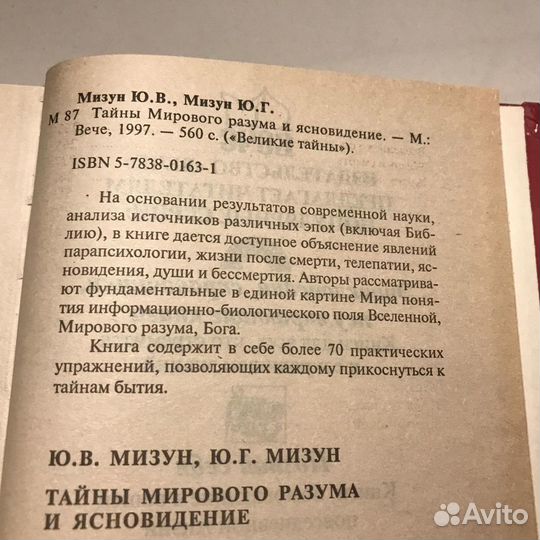 Мизун Ю.В., Мизун Ю.Г.
М 87 Тайны Мирового разума и ясновидение. — М.:
Вече, 1997. — 560 с. («Великие тайны»).
ISBN 5-7838-0163-1
На основании результатов современной науки,
анализа источников различных эпох (включая Биб-
лию), в книге дается доступное объяснение явлений
парапсихологии, жизни после смерти, телепатии, яс-
новидения, души и бессмертия. Авторы рассматрива-
ют фундаментальные в единой картине Мира поня-
тия информационно-биологического поля Вселенной,
Мирового разума, Бога.
Книга содержит в себе более 70 практических
упражнений, позволяющих каждому прикоснуться к
тайнам бытия.
Ю.В. МИЗУН, Ю.Г. МИЗУН
ТАЙНЫ МИРОВОГО РАЗУМА
И ЯСНОВИДЕНИЕ
Avito